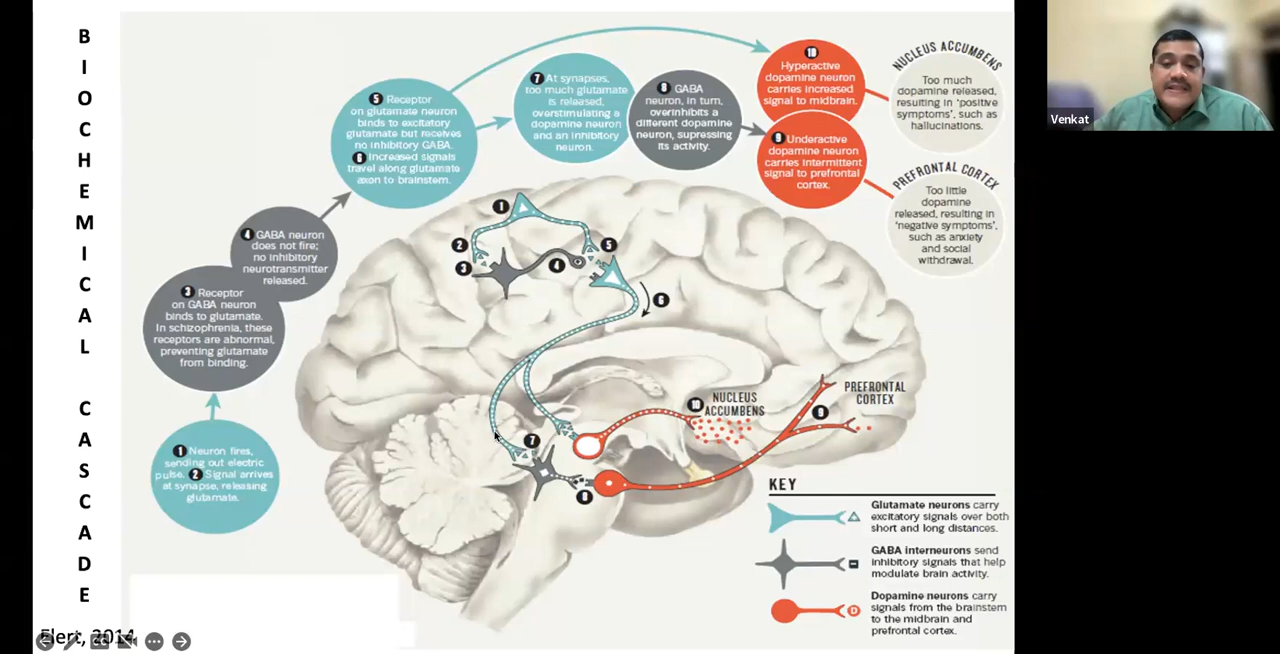 BIOCHEMICAL CASCADE
1 Neuron fires,
sending out electric
pulse. 2 Signal arrives
at synapse, releasing
glutamate.
3 Receptor
on GABA neuron
binds to glutamate.
In schizophrenia, these
receptors are abnormal,
preventing glutamate
from binding.
4 GABA neuron
does not fire;
no inhibitory
neurotransmitter
released.
5 Receptor
on glutamate neuron
binds to excitatory
glutamate but receives
no inhibitory GABA.
6 Increased signals
travel along glutamate
axon to brainstem.
7 At synapses,
too much glutamate
is released,
overstimulating a
dopamine neuron
and an inhibitory
neuron.
8 GABA
neuron, in turn,
overinhibits a
different dopamine
neuron, supressing
its activity.
10
Hyperactive
dopamine neuron
carries increased
signal to midbrain.
9 Underactive
dopamine neuron
carries intermittent
signal to prefrontal
cortex.
NUCLEUS ACCUMBENS
Too much
dopamine released,
resulting in 'positive
symptoms', such as
hallucinations.
PREFRONTAL CORTEX
Too little
dopamine
released, resulting in
'negative symptoms',
such as anxiety
and social
withdrawal.
Venkat
1
2
3
4
5
6
7
8
10 NUCLEUS
ACCUMBENS
9
PREFRONTAL
CORTEX
KEY
Glutamate neurons carry
excitatory signals over both
short and long distances.
GABA interneurons send
inhibitory signals that help
modulate brain activity.
Dopamine neurons carry
signals from the brainstem
to the midbrain and
prefrontal cortex.
D
Elert, 2014